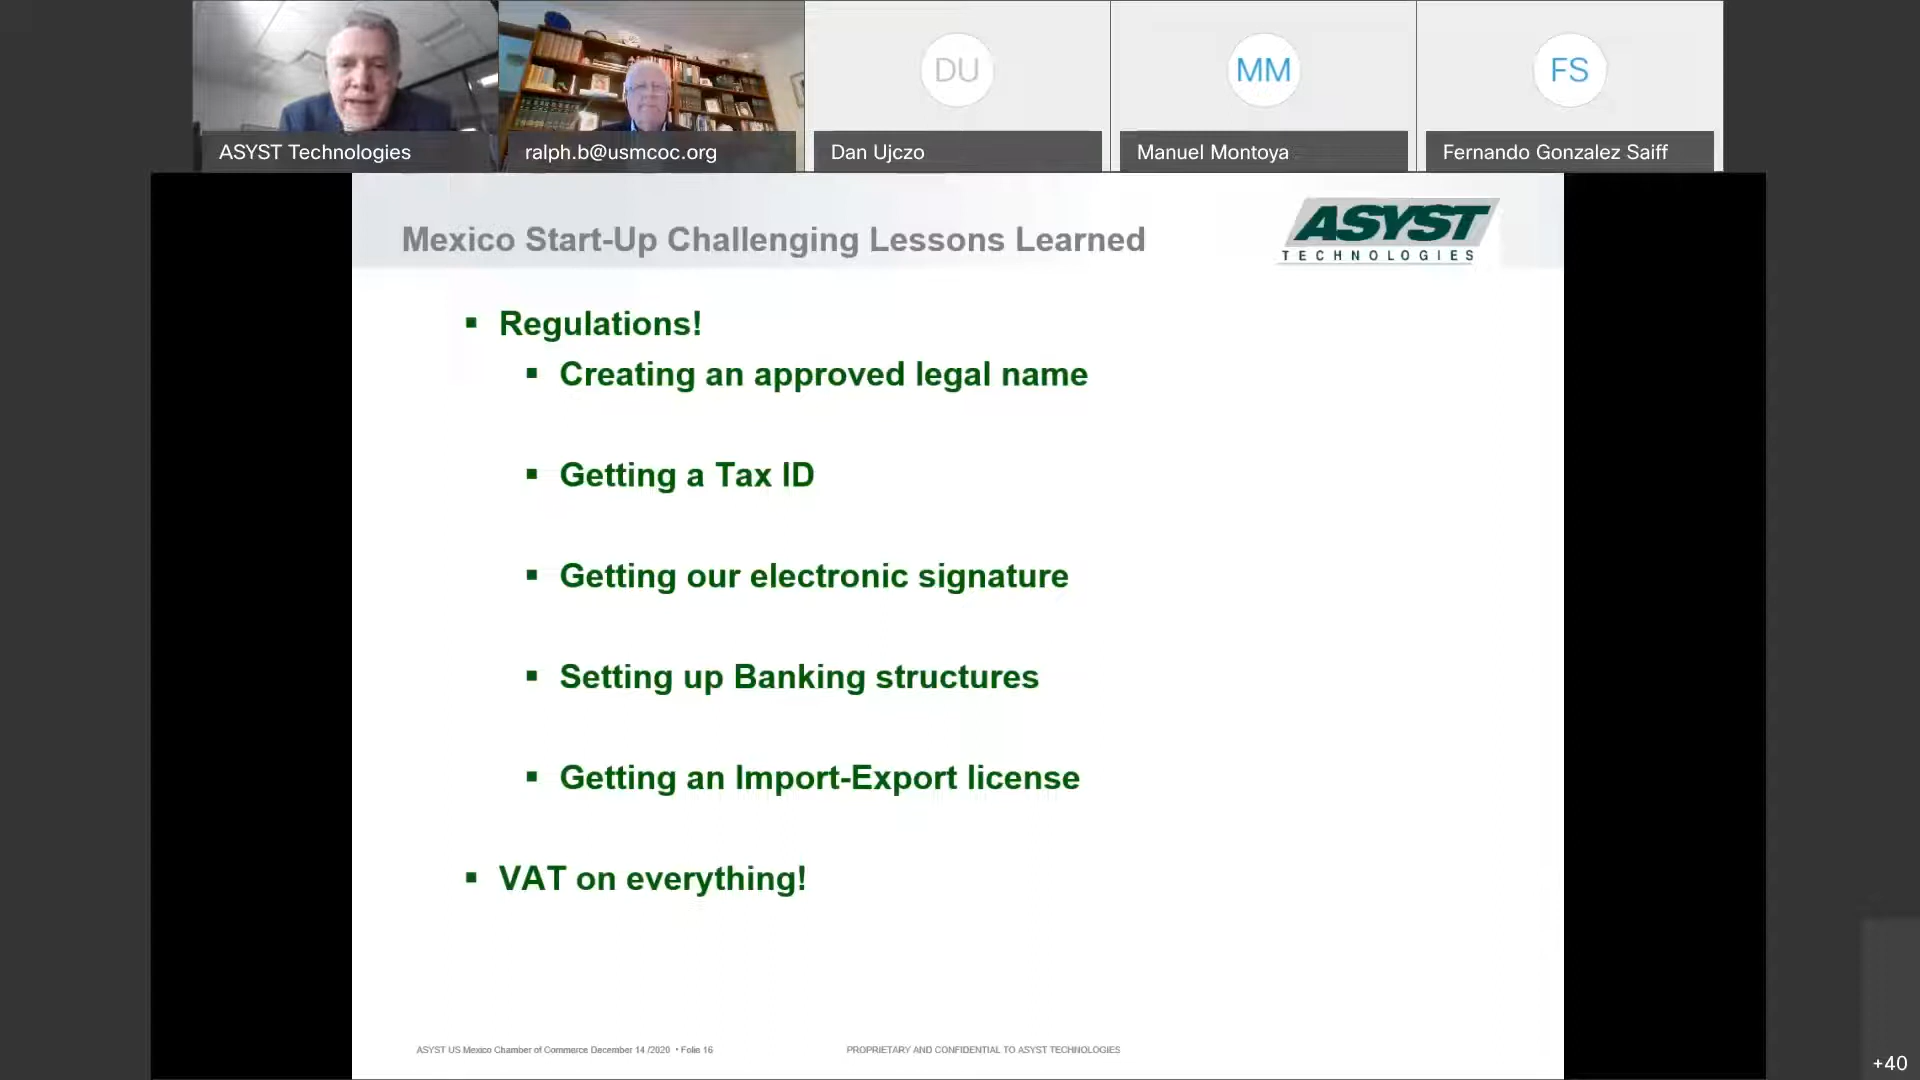 DU
MM
FS
ASYST Technologies
ralph.b@usmcoc.org
Dan Ujczo
Manuel Montoya
Fernando Gonzalez Saiff
Mexico Start-Up Challenging Lessons Learned
ASYST
TECHNOLOGIES
Regulations!
Creating an approved legal name
Getting a Tax ID
Getting our electronic signature
Setting up Banking structures
Getting an Import-Export license
VAT on everything!
ASYST US Mexico Chamber of Commerce December 14 /2020 • Folie 16
PROPRIETARY AND CONFIDENTIAL TO ASYST TECHNOLOGIES
+40